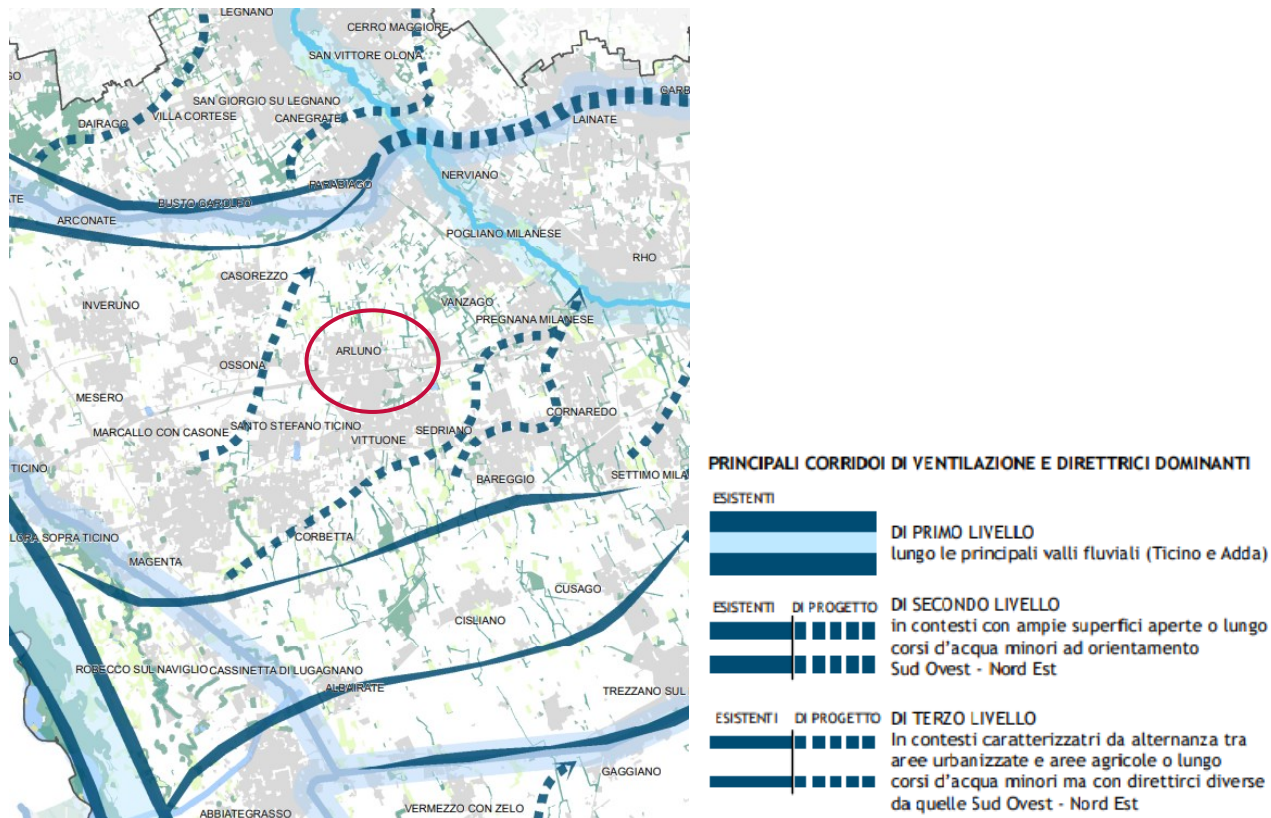 LEGNANO
CERRO MAGGIORE
SAN VITTORE OLONA
GARB
SAN GIORGIO SU LEGNANO
VILLA CORTESE
CANEGRATE
LAINATE
DAIRAGO
NERVIANO
PARABIAGO
BUSTO GAROLFO
ARCONATE
POGLIANO MILANESE
RHO
CASOREZZO
INVERUNO
VANZAGO
PREGNANA MILANESE
ARLUNO
OSSONA
MESERO
CORNAREDO
MARCALLO CON CASONE
SANTO STEFANO TICINO
SEDRIANO
VITTUONE
TICINO
BAREGGIO
SETTIMO MILA
LORA SOPRA TICINO
CORBETTA
MAGENTA
CUSAGO
CISLIANO
ROBECCO SUL NAVIGLIO
CASSINETTA DI LUGAGNANO
ALBAIRATE
TREZZANO SUL
GAGGIANO
VERMEZZO CON ZELO
ABBIATEGRASSO
PRINCIPALI CORRIDOI DI VENTILAZIONE E DIRETTRICI DOMINANTI
ESISTENTI
DI PRIMO LIVELLO
lungo le principali valli fluviali (Ticino e Adda)
ESISTENTI DI PROGETTO
DI SECONDO LIVELLO
in contesti con ampie superfici aperte o lungo
corsi d'acqua minori ad orientamento
Sud Ovest - Nord Est
ESISTENTI DI PROGETTO
DI TERZO LIVELLO
In contesti caratterizzatri da alternanza tra
aree urbanizzate e aree agricole o lungo
corsi d'acqua minori ma con direttirci diverse
da quelle Sud Ovest - Nord Est